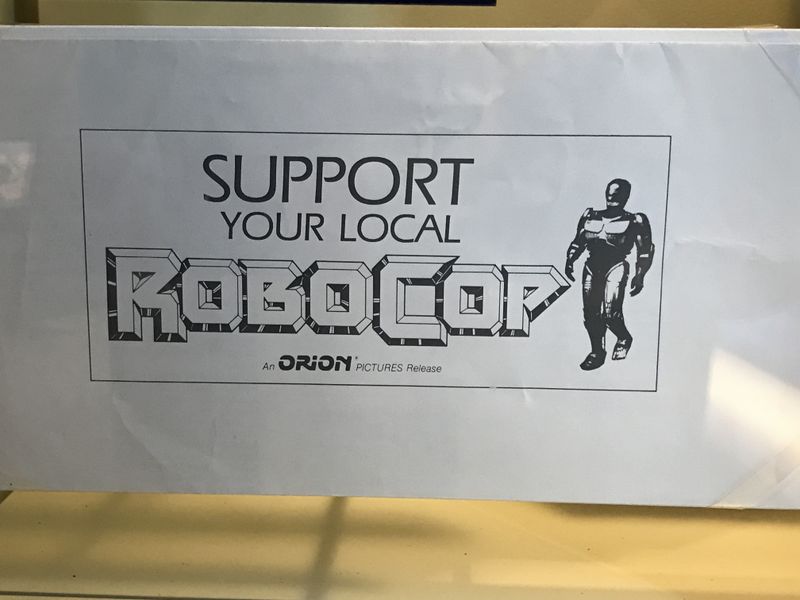 SUPPORT
YOUR LOCAL
ROBOCOP
An ORION® PICTURES Release